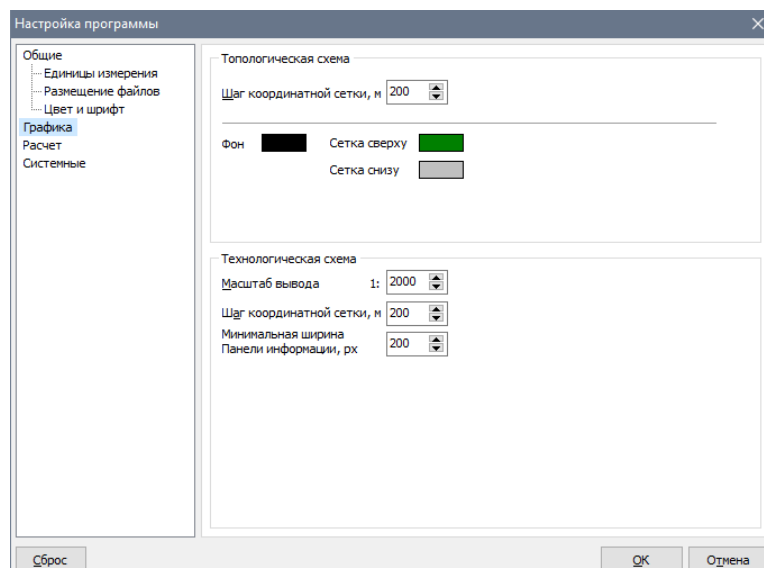 Настройка программы
Общие
Единицы измерения
Размещение файлов
Цвет и шрифт
Графика
Расчет
Системные
Топологическая схема
Шаг координатной сетки, м 200
Фон Сетка сверху
Сетка снизу
Технологическая схема
Масштаб вывода 1: 2000
Шаг координатной сетки, м 200
Минимальная ширина
Панели информации, px 200
Сброс OK Отмена